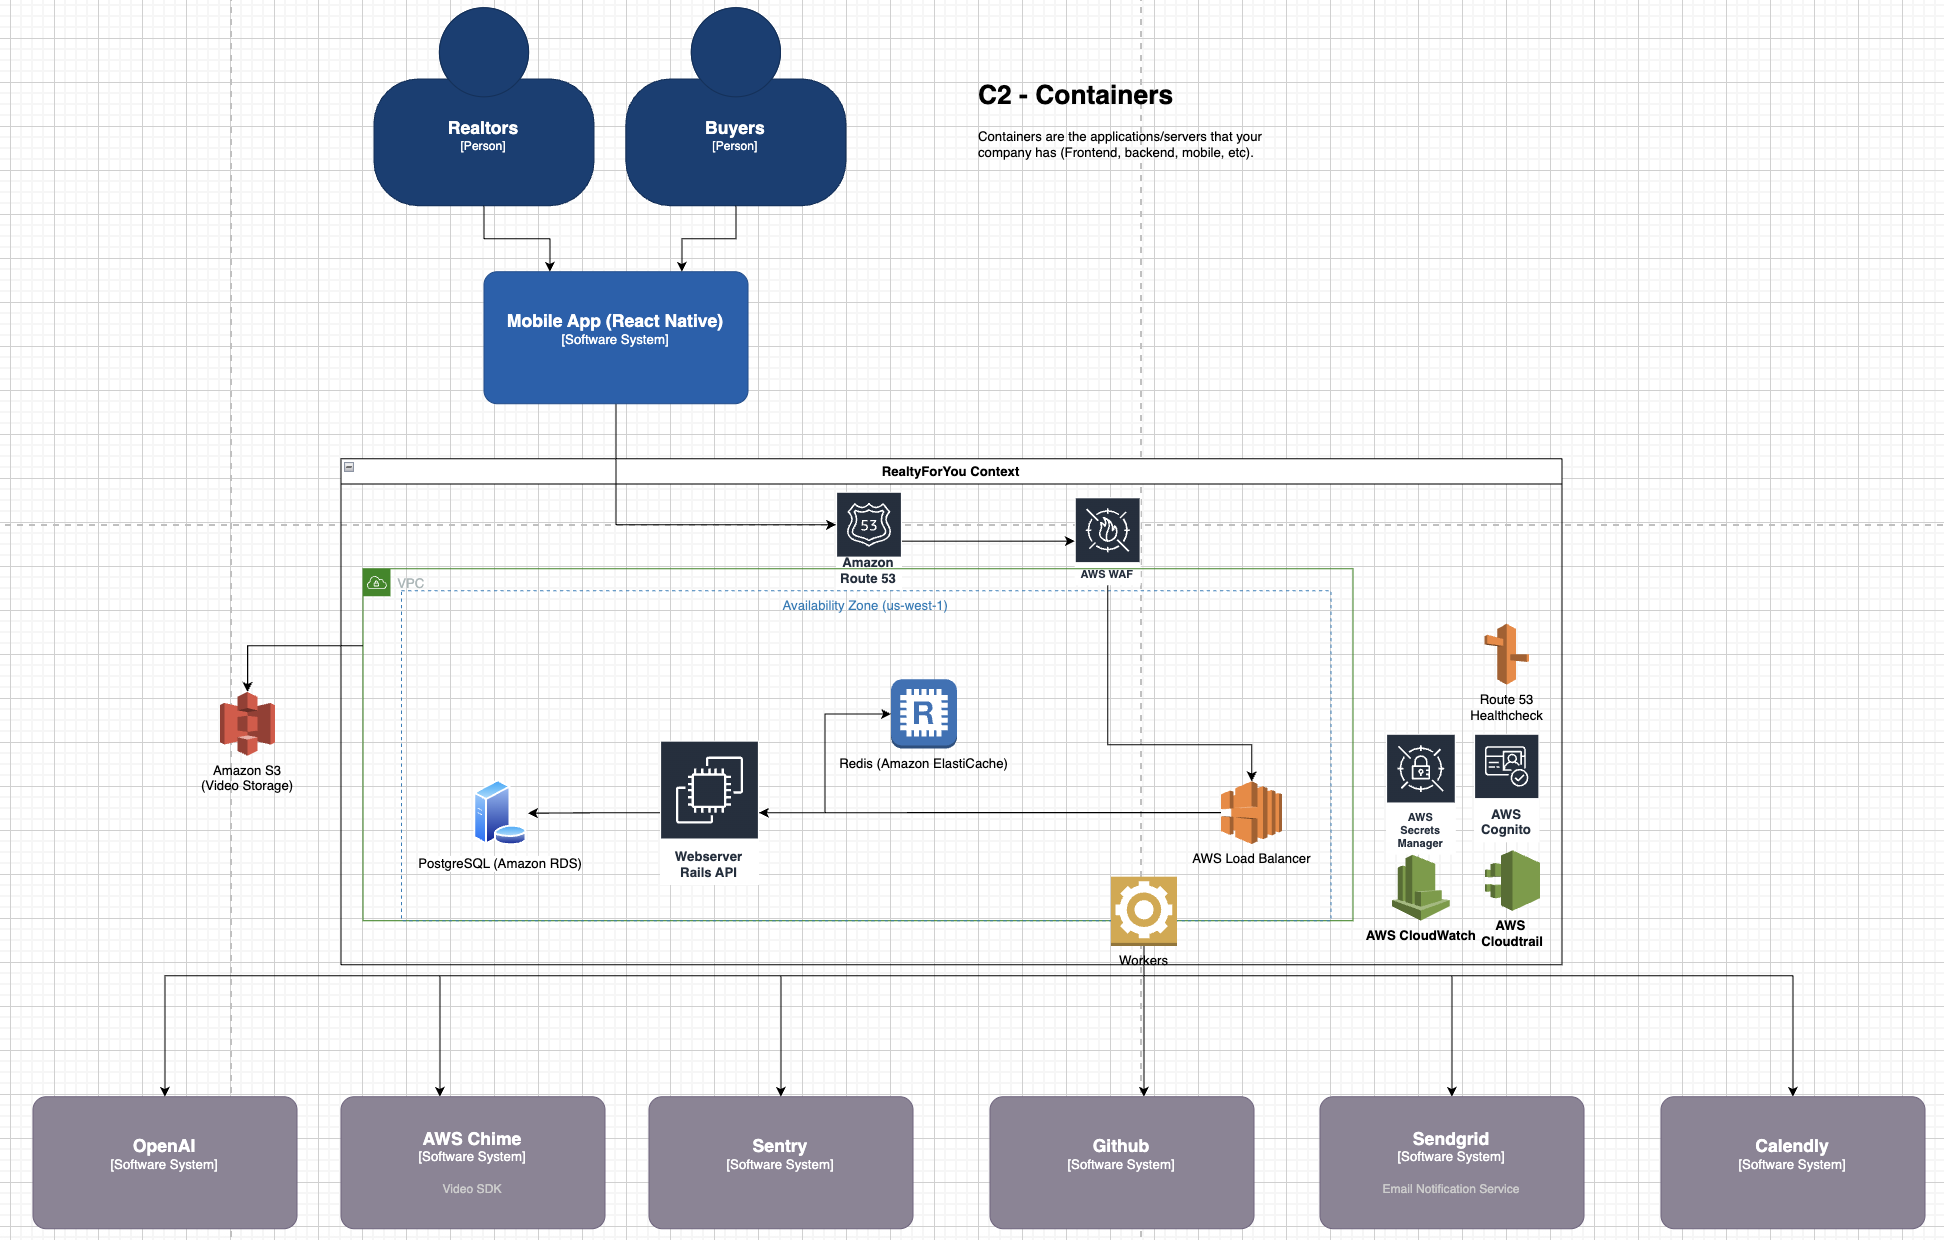 Realtors
[Person]
Buyers
[Person]
C2 - Containers
Containers are the applications/servers that your
company has (Frontend, backend, mobile, etc).
Mobile App (React Native)
[Software System]
RealtyForYou Context
53
Amazon
Route 53
AWS WAF
VPC
Availability Zone (us-west-1)
Route 53
Healthcheck
R
Redis (Amazon ElastiCache)
Amazon S3
(Video Storage)
PostgreSQL (Amazon RDS)
Webserver
Rails API
AWS Load Balancer
AWS
Secrets
Manager
AWS
Cognito
AWS CloudWatch
AWS
Cloudtrail
Workers
OpenAI
[Software System]
AWS Chime
[Software System]
Video SDK
Sentry
[Software System]
Github
[Software System]
Sendgrid
[Software System]
Email Notification Service
Calendly
[Software System]